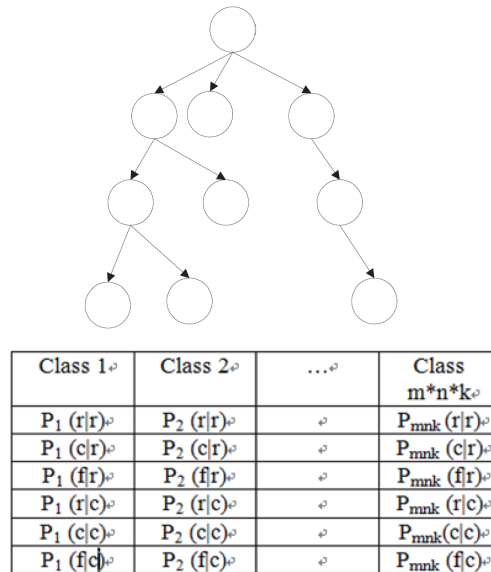 Class 1 Class 2 … Class m*n*k
P1 (r|r) P2 (r|r) Pmnk (r|r)
P1 (c|r) P2 (c|r) Pmnk (c|r)
P1 (f|r) P2 (f|r) Pmnk (f|r)
P1 (r|c) P2 (r|c) Pmnk (r|c)
P1 (c|c) P2 (c|c) Pmnk(c|c)
P1 (f|c) P2 (f|c) Pmnk (f|c)